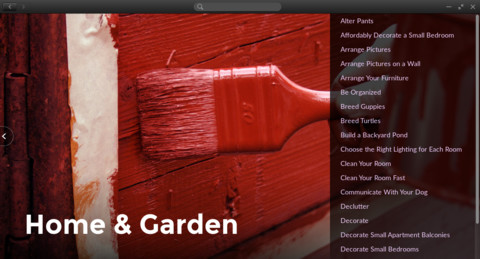 Home & Garden
Alter Pants
Affordably Decorate a Small Bedroom
Arrange Pictures
Arrange Pictures on a Wall
Arrange Your Furniture
Be Organized
Breed Guppies
Breed Turtles
Build a Backyard Pond
Choose the Right Lighting for Each Room
Clean Your Room
Clean Your Room Fast
Communicate With Your Dog
Declutter
Decorate
Decorate Small Apartment Balconies
Decorate Small Bedrooms